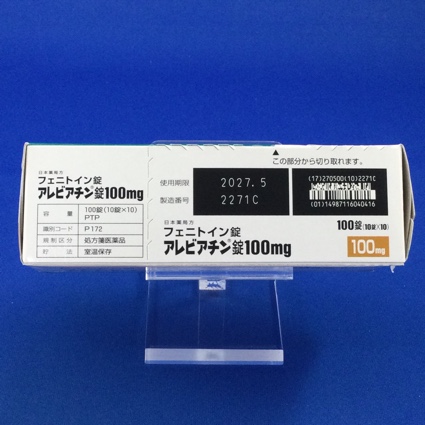 日本薬局方
フェニトイン錠
アレビアチン®錠100mg
容量 100錠(10錠×10) PTP
識別コード P172
規制区分 処方箋医薬品
貯法 室温保存
▲
この部分から切り取れます。
使用期限 2027.5
製造番号 2271C
(17)270500(10)2271C
(01)14987116040416
日本薬局方
フェニトイン錠
アレビアチン®錠100mg
100錠(10錠×10)
100mg